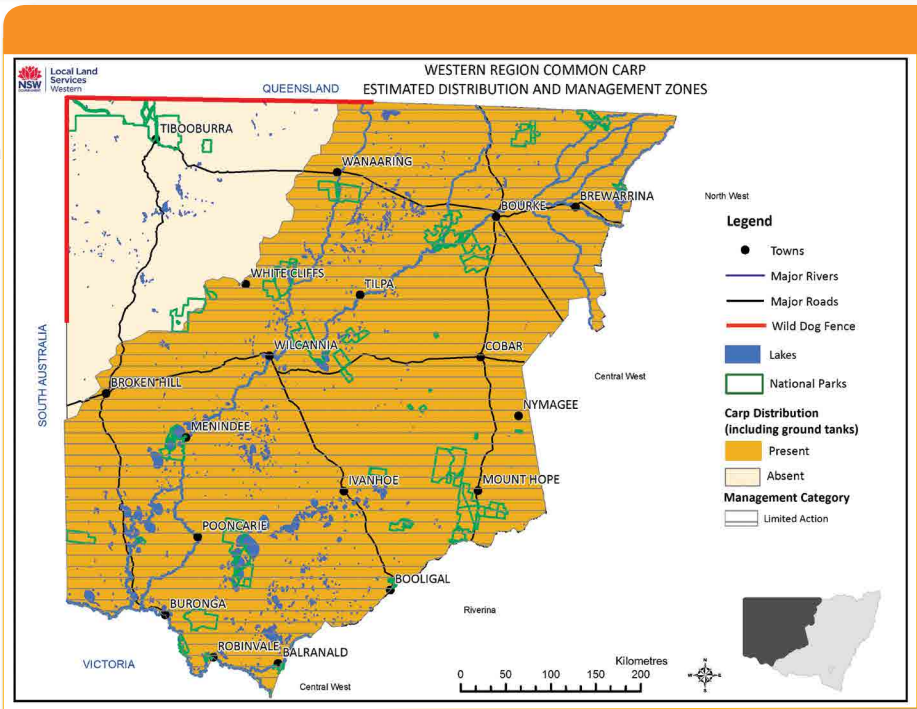 NSW
GOVERNMENT
Local Land
Services
Western
WESTERN REGION COMMON CARP
ESTIMATED DISTRIBUTION AND MANAGEMENT ZONES
QUEENSLAND
TIBOOBURRA
WANAARING
BOURKE
BREWARRINA
North West
WHITE CLIFFS
TILPA
SOUTH AUSTRALIA
WILCANNIA
COBAR
Central West
BROKEN HILL
NYMAGEE
MENINDEE
IVANHOE
MOUNT HOPE
POONCARIE
BOOLIGAL
BURONGA
Riverina
ROBINVALE
BALRANALD
VICTORIA
Central West
Legend
Towns
Major Rivers
Major Roads
Wild Dog Fence
Lakes
National Parks
Carp Distribution
(including ground tanks)
Present
Absent
Management Category
Limited Action
Kilometres
0 50 100 150 200
N
W E
S